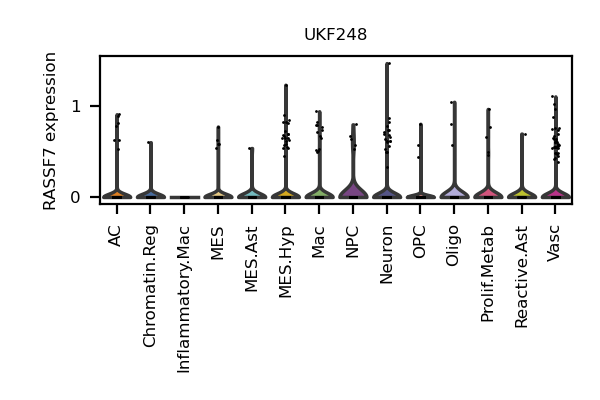 UKF248
RASSF7 expression
1
0
AC
Chromatin.Reg
Inflammatory.Mac
MES
MES.Ast
MES.Hyp
Mac
NPC
Neuron
OPC
Oligo
Prolif.Metab
Reactive.Ast
Vasc